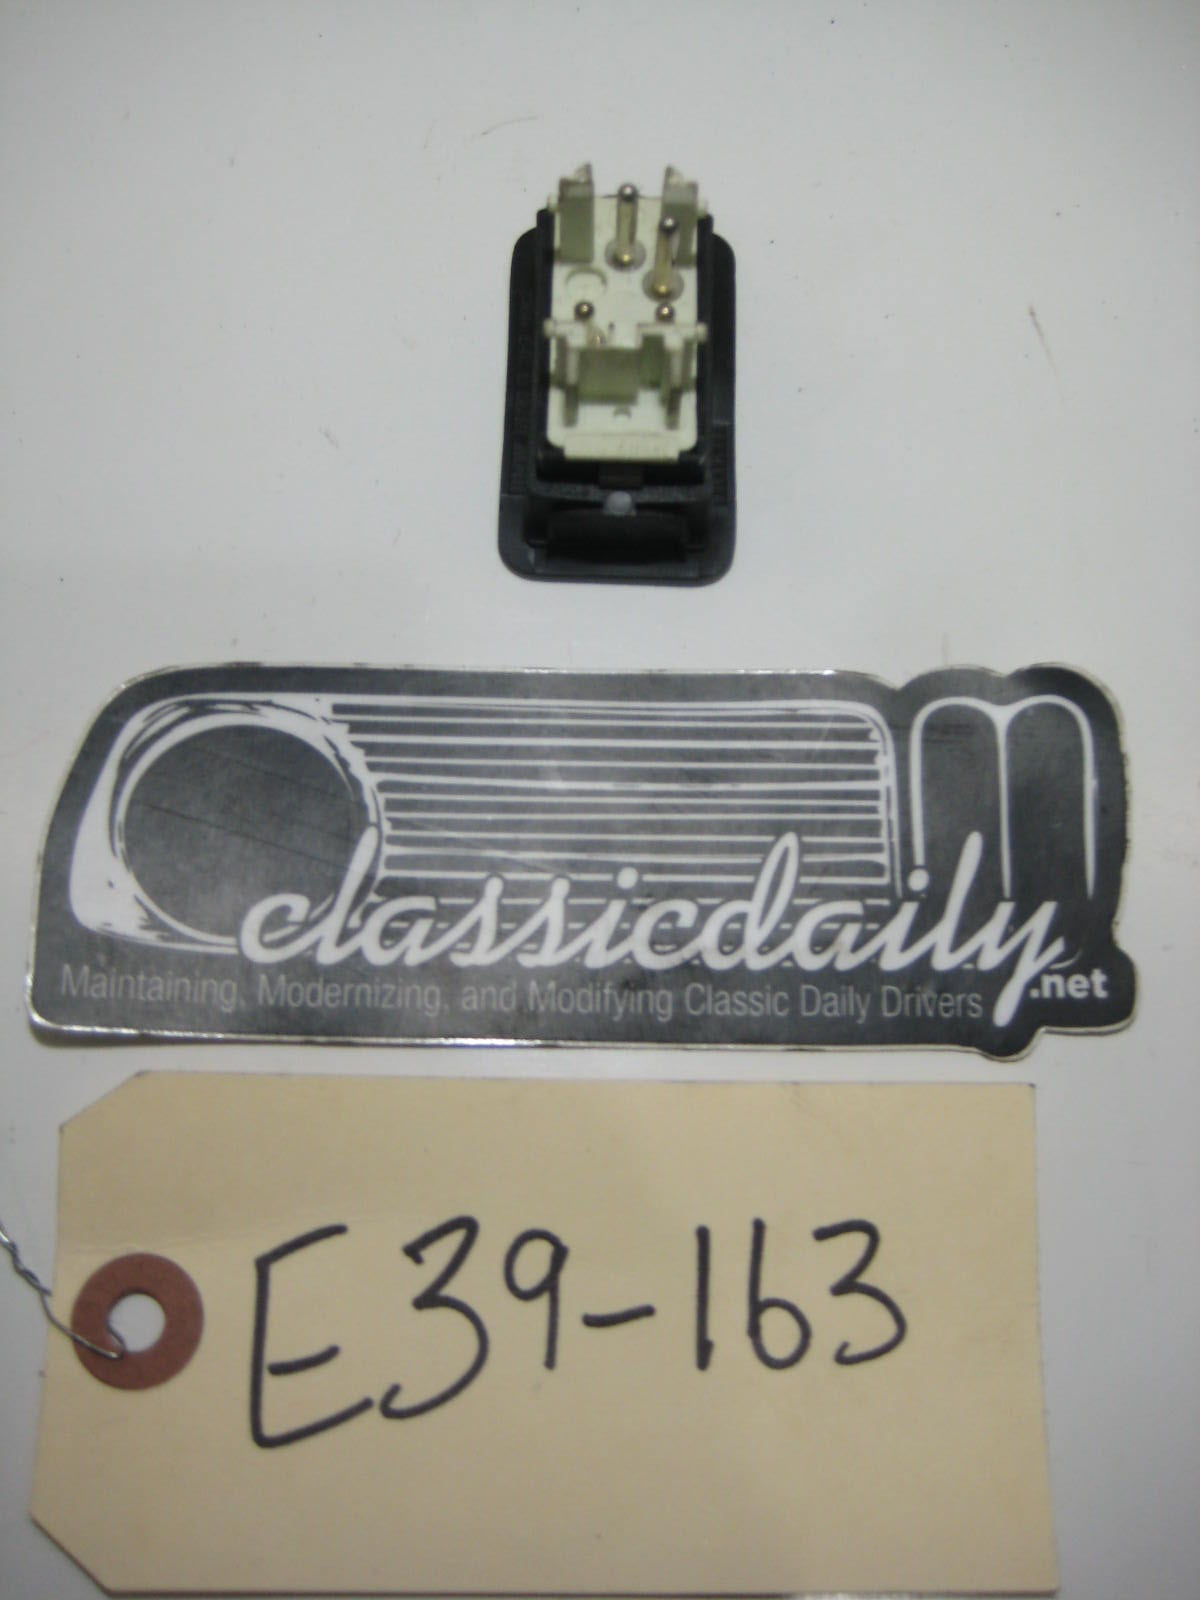 classicdaily.net
Maintaining, Modernizing, and Modifying Classic Daily Drivers
E39-163